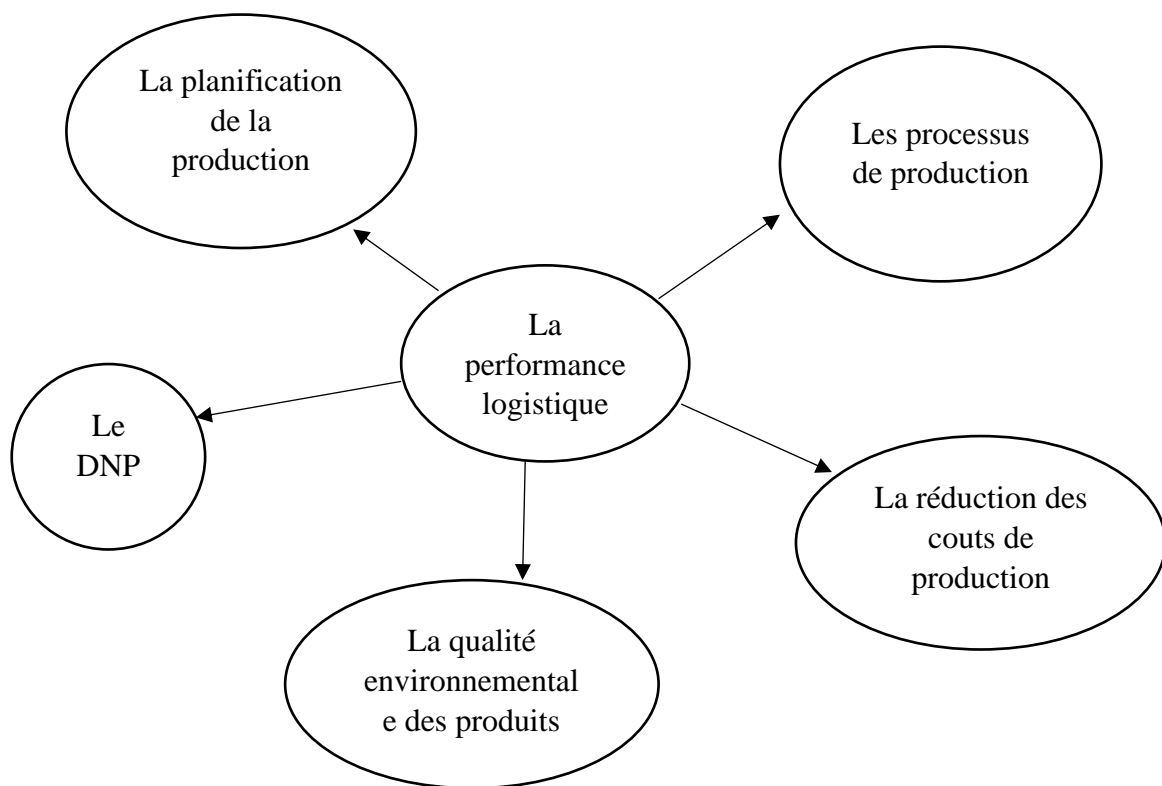 La planification
de la
production
Les processus
de production
La
performance
logistique
Le
DNP
La réduction des
couts de
production
La qualité
environnemental
e des produits